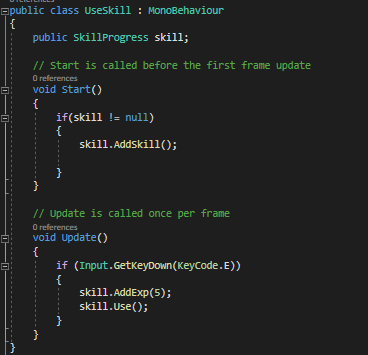 0 references
public class UseSkill : MonoBehaviour
{
public SkillProgress skill;
// Start is called before the first frame update
0 references
void Start()
{
if(skill != null)
{
skill.AddSkill();
}
}
// Update is called once per frame
0 references
void Update()
{
if (Input.GetKeyDown(KeyCode.E))
{
skill.AddExp(5);
skill.Use();
}
}
}